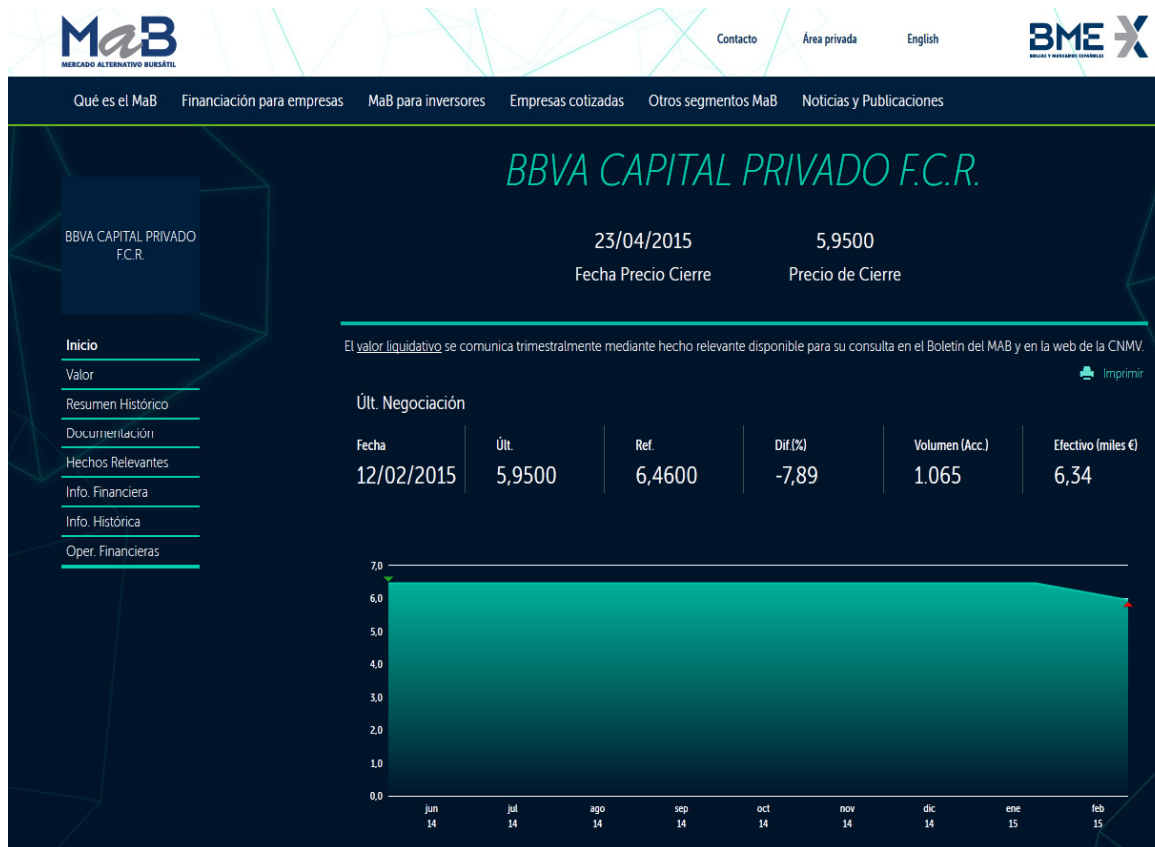 MaB
MERCADO ALTERNATIVO BURSÁTIL
Contacto Área privada English
BME X
BOLSAS Y MERCADOS ESPAÑOLES
Qué es el MaB Financiación para empresas MaB para inversores Empresas cotizadas Otros segmentos MaB Noticias y Publicaciones
BBVA CAPITAL PRIVADO F.C.R.
BBVA CAPITAL PRIVADO
F.C.R.
23/04/2015 5,9500
Fecha Precio Cierre Precio de Cierre
Inicio
Valor
Resumen Histórico
Documentación
Hechos Relevantes
Info. Financiera
Info. Histórica
Oper. Financieras
El valor liquidativo se comunica trimestralmente mediante hecho relevante disponible para su consulta en el Boletín del MAB y en la web de la CNMV.
Imprimir
Últ. Negociación
Fecha Últ. Ref. Dif.(%) Volumen (Acc.) Efectivo (miles €)
12/02/2015 5,9500 6,4600 -7,89 1.065 6,34
7,0
6,0
5,0
4,0
3,0
2,0
1,0
0,0
jun jul ago sep oct nov dic ene feb
14 14 14 14 14 14 14 15 15